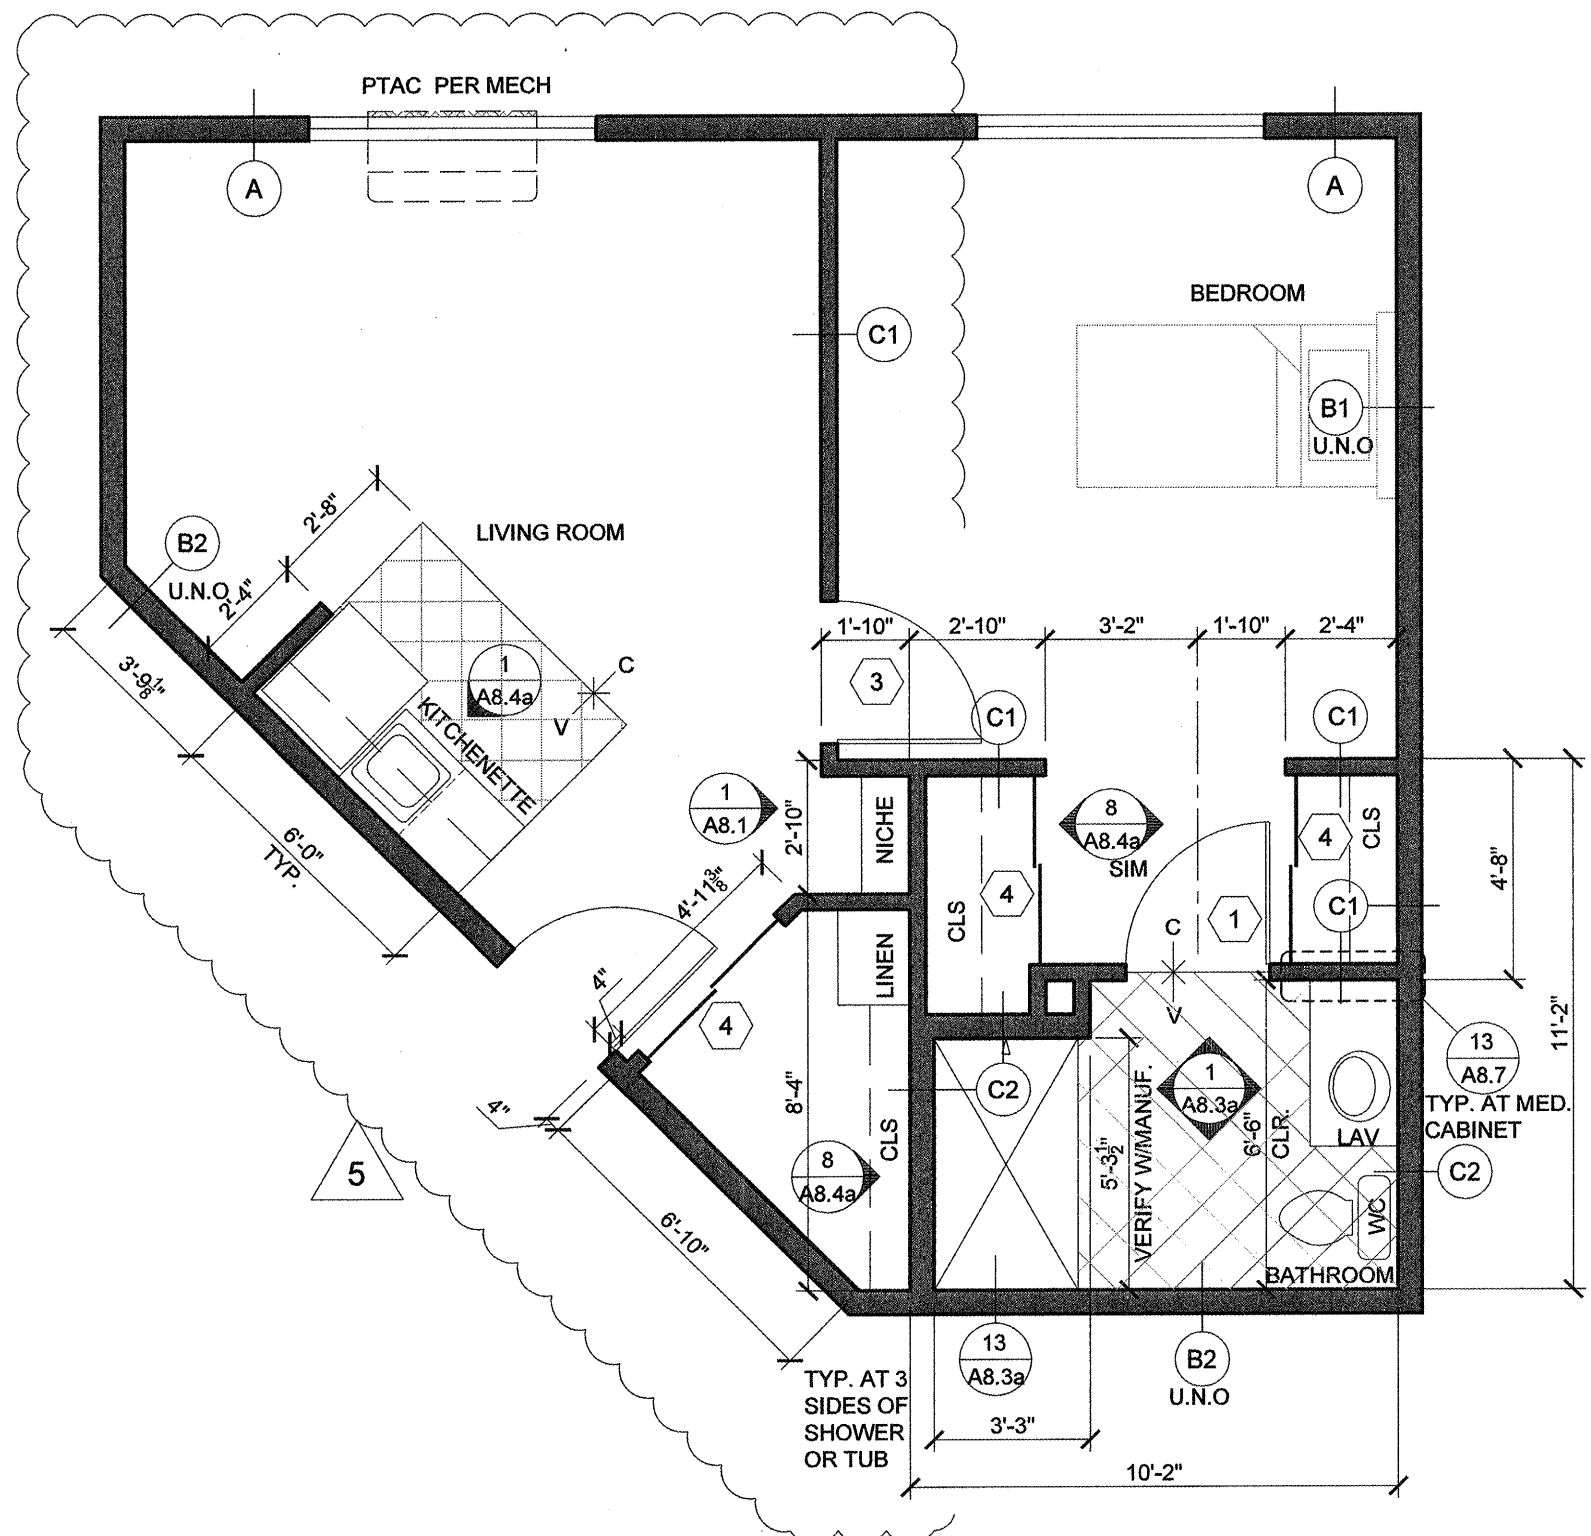 PTAC PER MECH
A
A
BEDROOM
C1
B1
U.N.O
2'-8"
LIVING ROOM
B2
U.N.O
2'-4"
1'-10"
2'-10"
3'-2"
1'-10"
2'-4"
3'-9 1/8"
1
A8.4a
C
V
3
C1
C1
KITCHENETTE
1
A8.1
2'-10"
NICHE
8
A8.4a
SIM
4
CLS
6'-0"
TYP.
4'-11 3/8"
4
CLS
1
C1
4'-8"
C
V
4"
LINEN
4
11'-2"
13
A8.7
TYP. AT MED.
CABINET
8'-4"
C2
1
A8.3a
5'-3 1/2"
VERIFY W/MANUF.
6'-6"
CLR.
LAV
4"
CLS
8
A8.4a
5
C2
WC
6'-10"
BATHROOM
13
A8.3a
B2
U.N.O
TYP. AT 3
SIDES OF
SHOWER
OR TUB
3'-3"
10'-2"